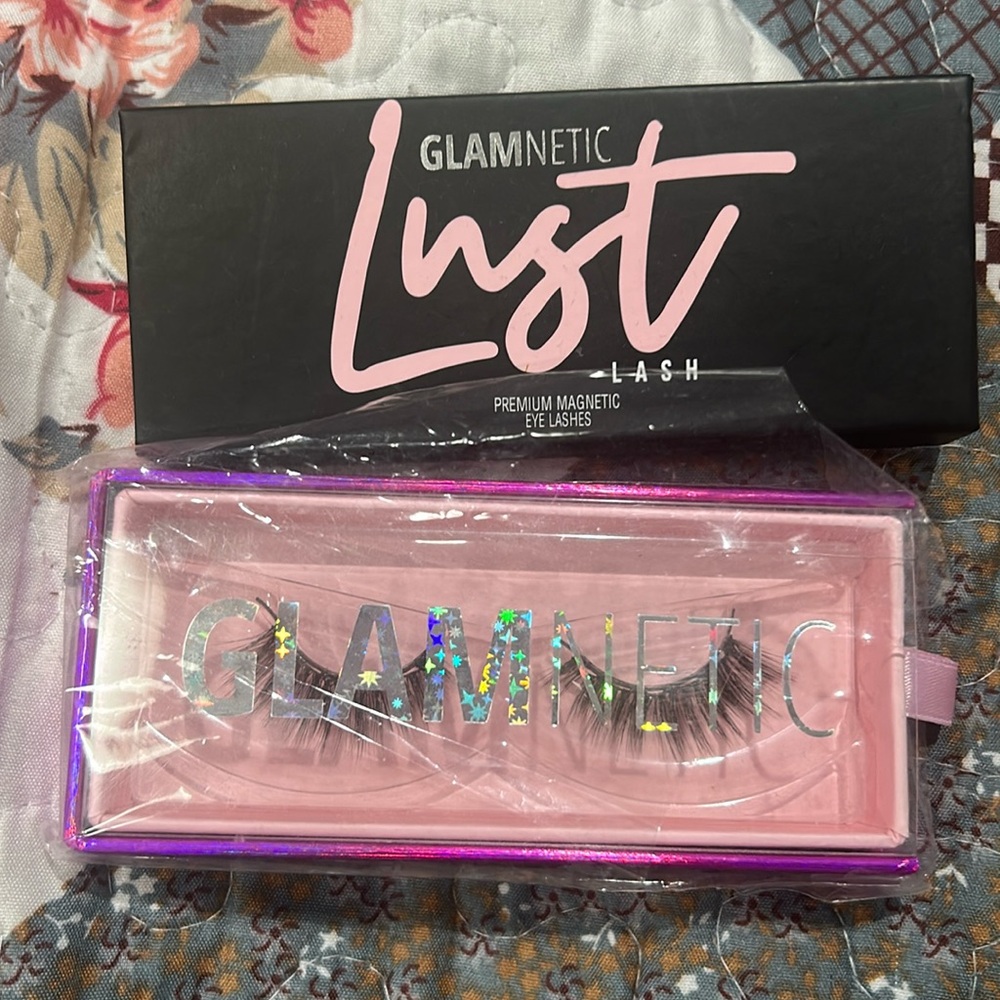 GLAMNETIC
Lust
LASH
PREMIUM MAGNETIC
EYE LASHES
GLAMNETIC